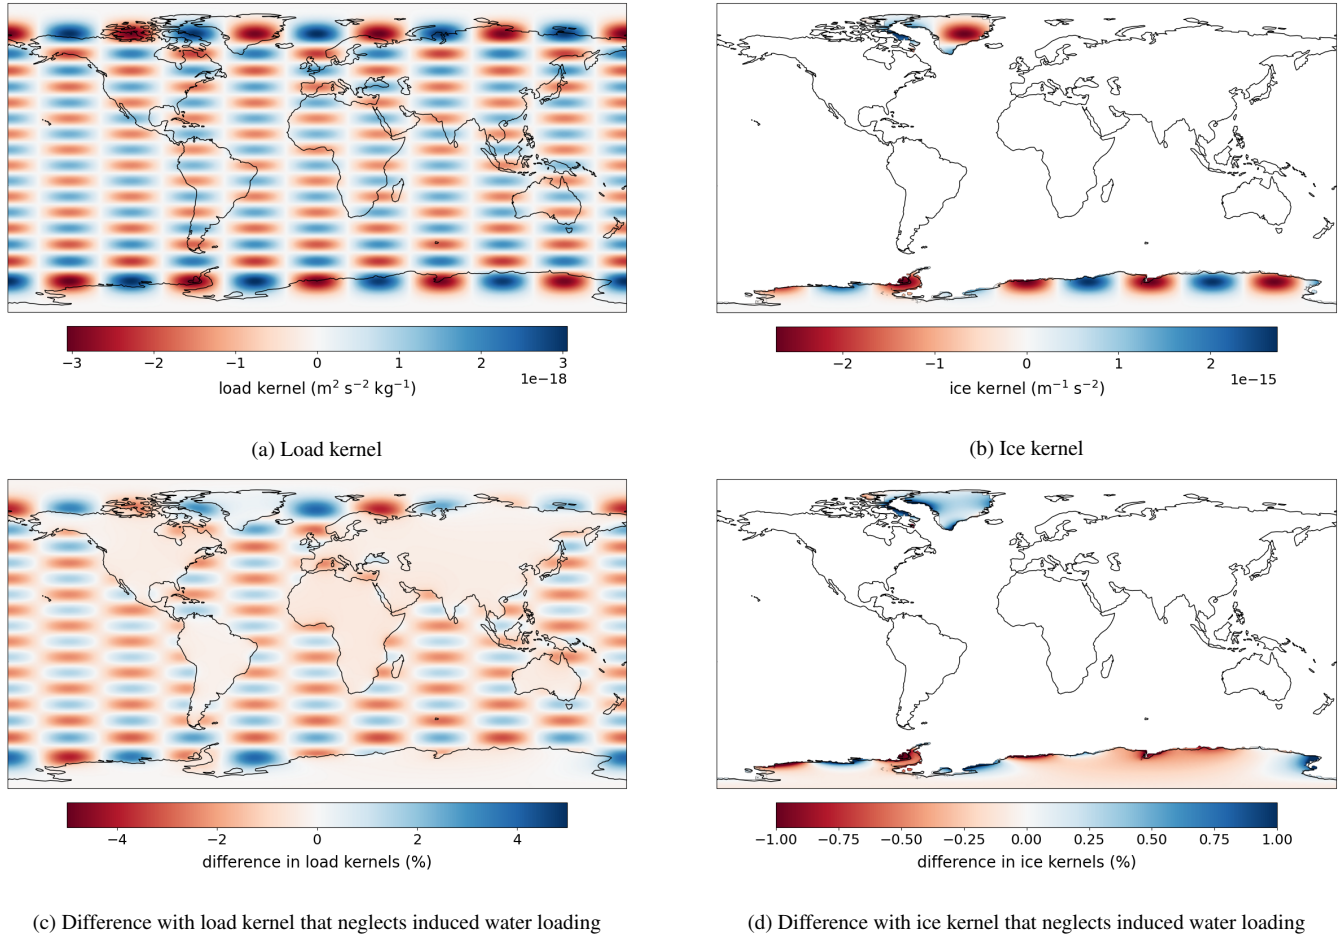 −3 −2 −1 0 1 2 3
1e−18
load kernel (m² s⁻² kg⁻¹)
−2 −1 0 1 2
1e−15
ice kernel (m⁻¹ s⁻²)
(a) Load kernel
(b) Ice kernel
−4 −2 0 2 4
difference in load kernels (%)
−1.00 −0.75 −0.50 −0.25 0.00 0.25 0.50 0.75 1.00
difference in ice kernels (%)
(c) Difference with load kernel that neglects induced water loading
(d) Difference with ice kernel that neglects induced water loading